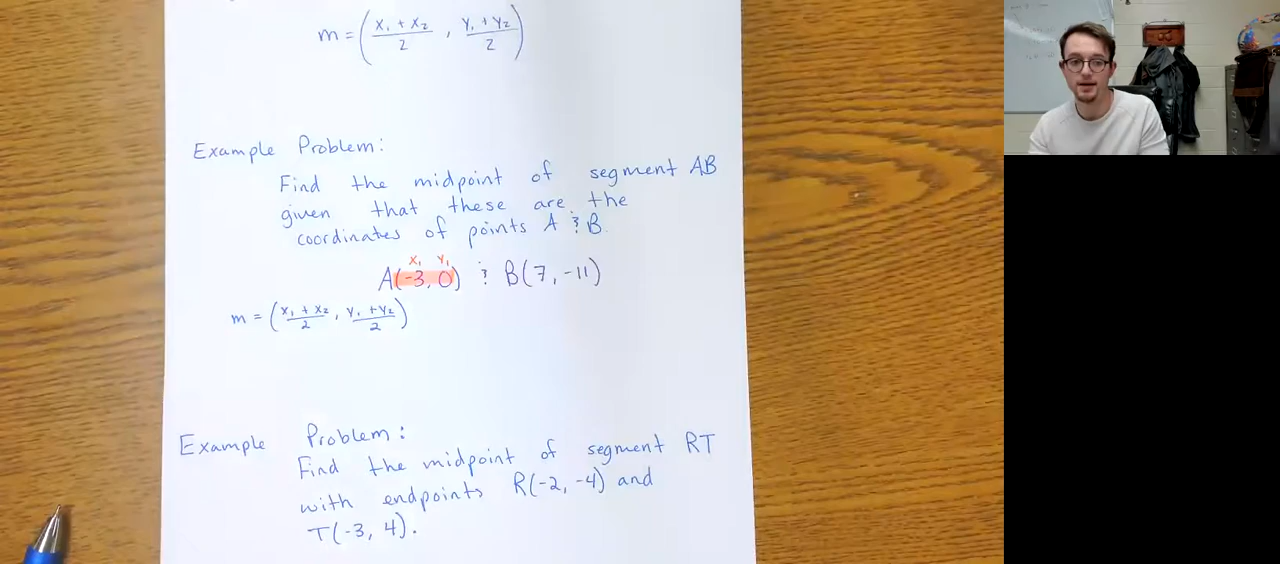 m = ( x₁ + x₂ / 2 , y₁ + y₂ / 2 )
Example Problem:
Find the midpoint of segment AB
given that these are the
coordinates of points A & B.
x₁ y₁
A(-3, 0) & B(7, -11)
m = ( x₁ + x₂ / 2 , y₁ + y₂ / 2 )
Example Problem:
Find the midpoint of segment RT
with endpoints R(-2, -4) and
T(-3, 4).